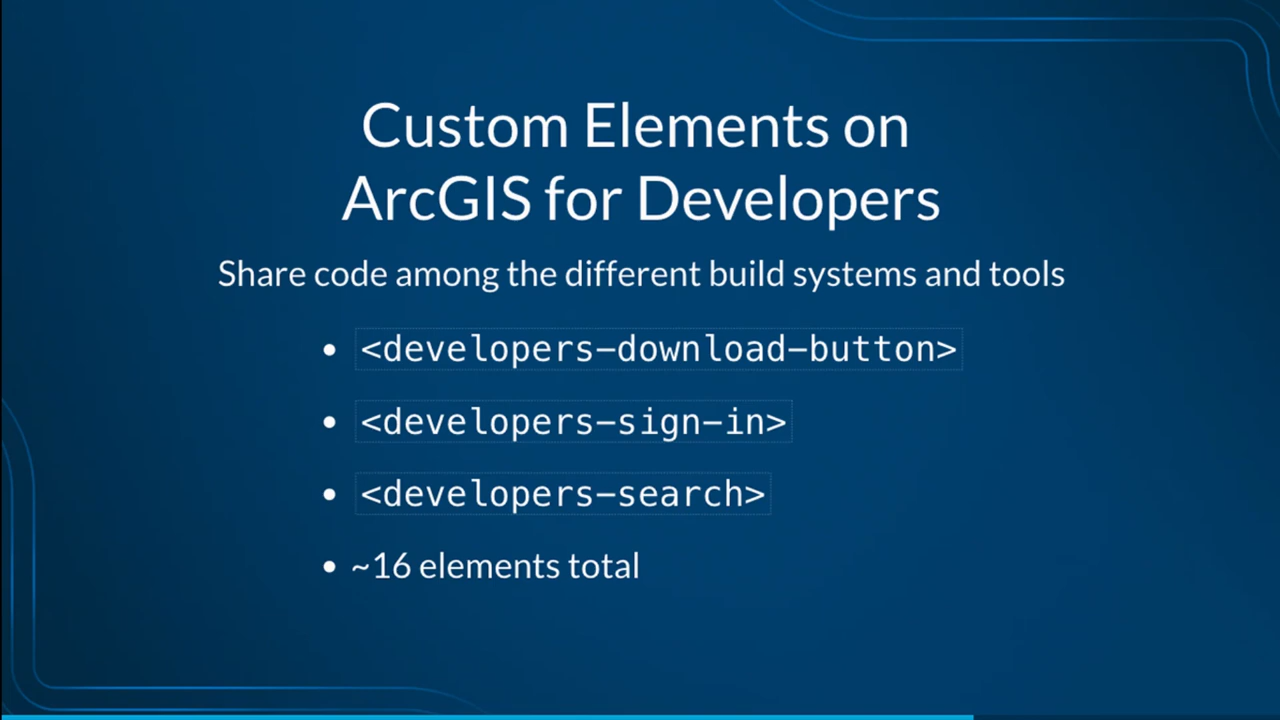 Custom Elements on
ArcGIS for Developers
Share code among the different build systems and tools
<developers-download-button>
<developers-sign-in>
<developers-search>
~16 elements total